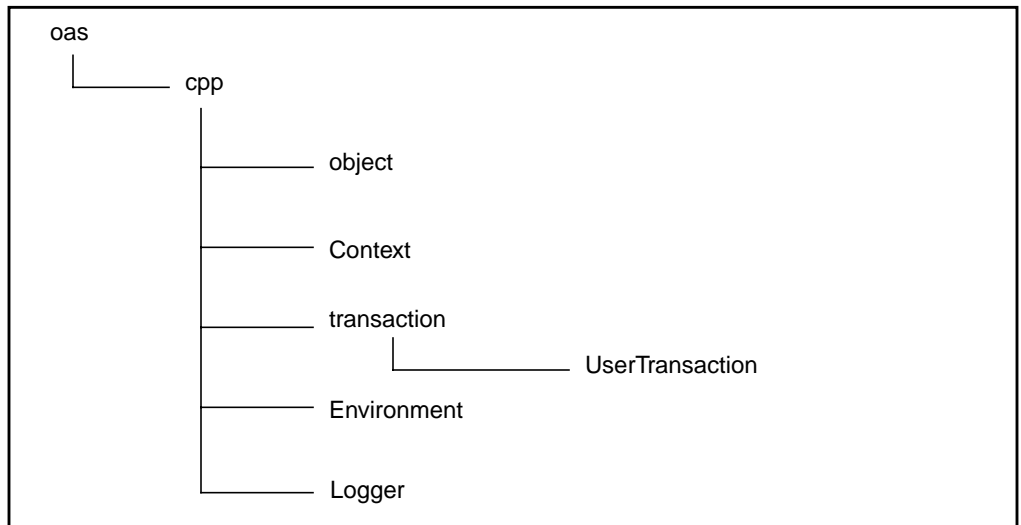 oas
cpp
object
Context
transaction
UserTransaction
Environment
Logger